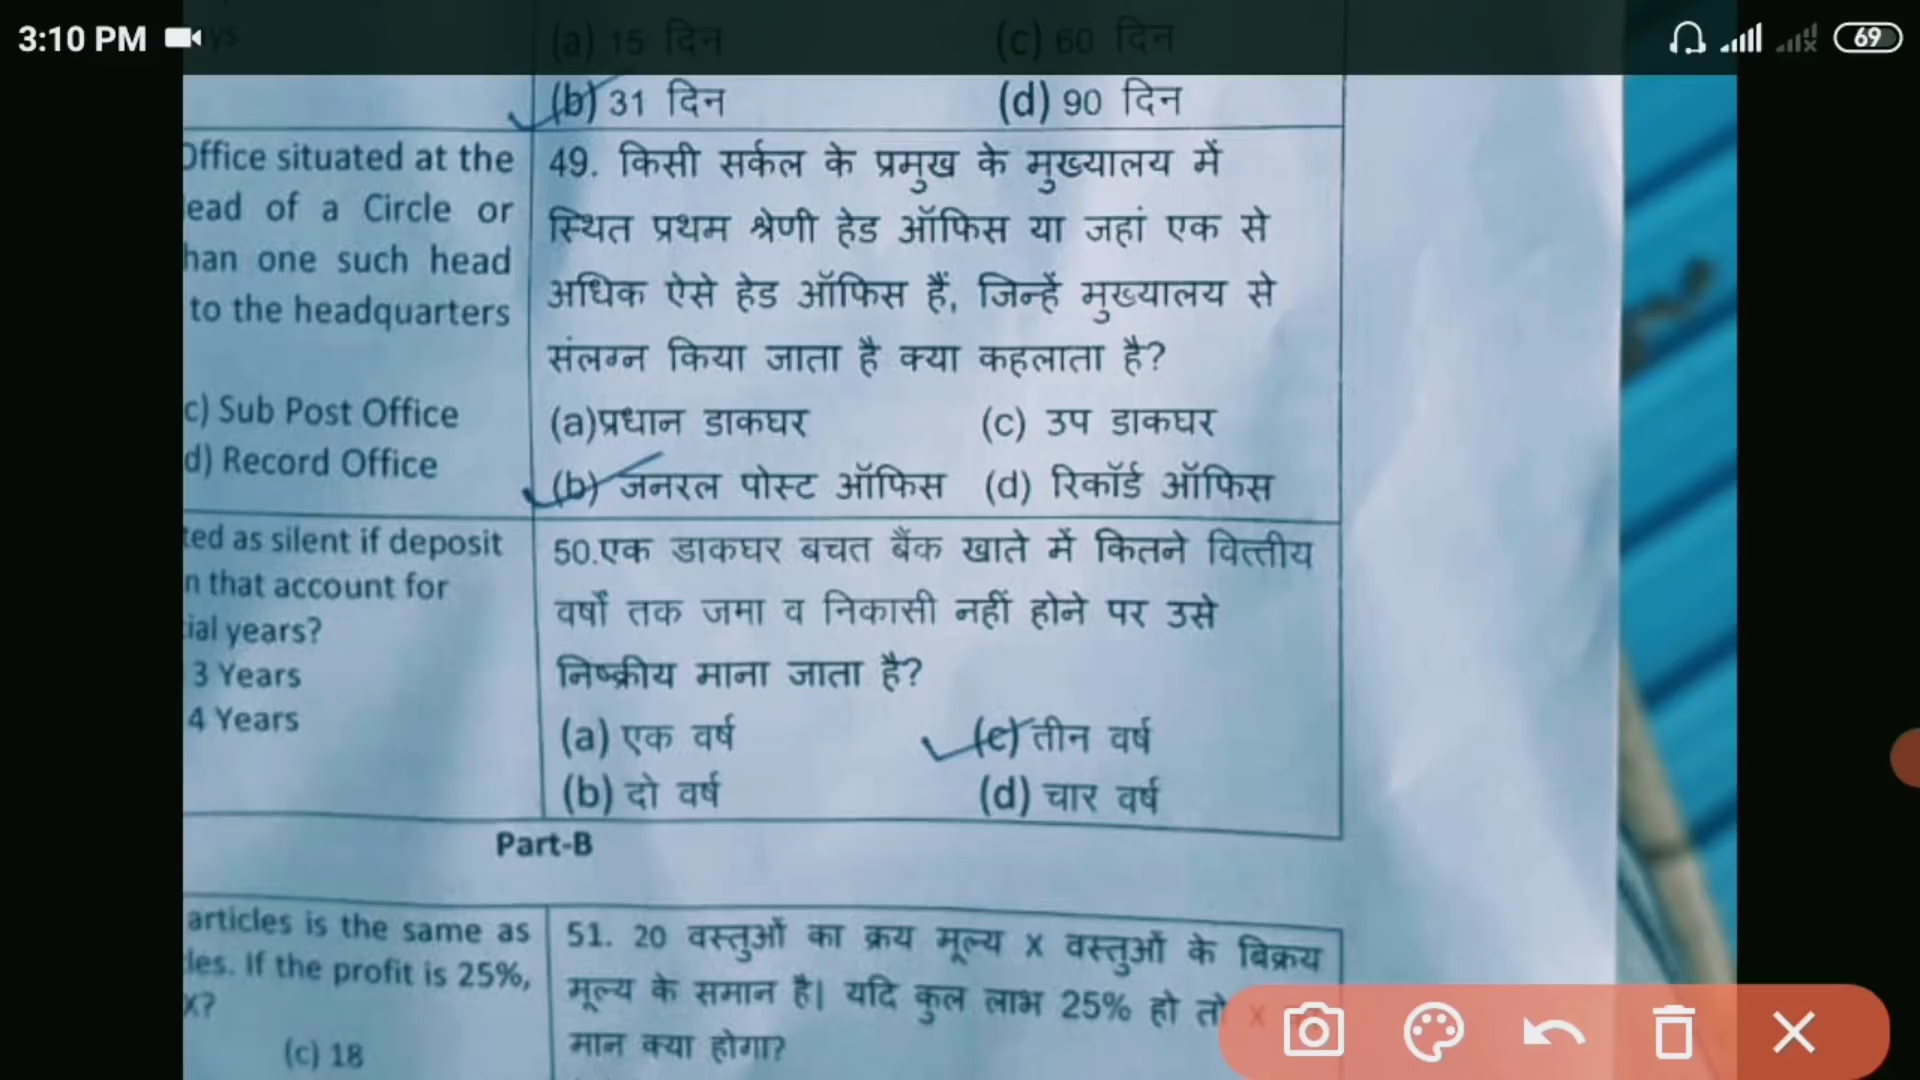 3:10 PM
69
(a) 15 दिन (c) 60 दिन
(b) 31 दिन (d) 90 दिन
Office situated at the
ead of a Circle or
han one such head
to the headquarters
c) Sub Post Office
d) Record Office
49. किसी सर्कल के प्रमुख के मुख्यालय में
स्थित प्रथम श्रेणी हेड ऑफिस या जहां एक से
अधिक ऐसे हेड ऑफिस हैं, जिन्हें मुख्यालय से
संलग्न किया जाता है क्या कहलाता है?
(a)प्रधान डाकघर (c) उप डाकघर
(b) जनरल पोस्ट ऑफिस (d) रिकॉर्ड ऑफिस
ted as silent if deposit
n that account for
cial years?
3 Years
4 Years
50.एक डाकघर बचत बैंक खाते में कितने वित्तीय
वर्षों तक जमा व निकासी नहीं होने पर उसे
निष्क्रीय माना जाता है?
(a) एक वर्ष (c) तीन वर्ष
(b) दो वर्ष (d) चार वर्ष
Part-B
articles is the same as
les. If the profit is 25%,
X?
(c) 18
51. 20 वस्तुओं का क्रय मूल्य x वस्तुओं के बिक्रय
मूल्य के समान है। यदि कुल लाभ 25% हो तो x
मान क्या होगा?